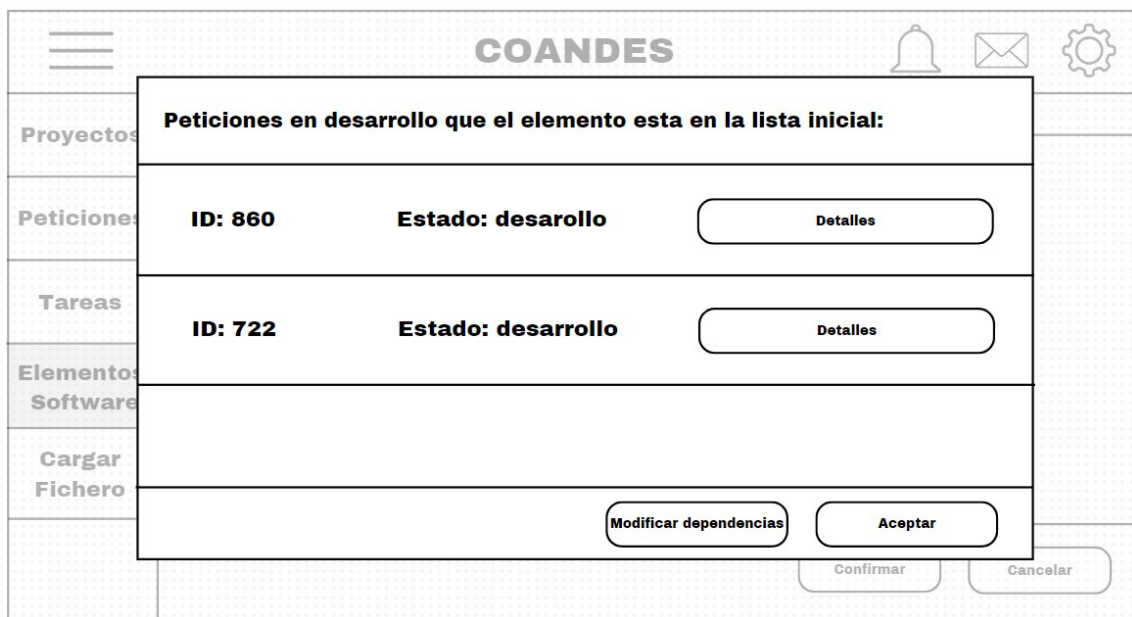 COANDES
Proyectos
Peticiones
Tareas
Elementos
Software
Cargar
Fichero
Peticiones en desarrollo que el elemento esta en la lista inicial:
ID: 860 Estado: desarollo Detalles
ID: 722 Estado: desarrollo Detalles
Modificar dependencias Aceptar
Confirmar Cancelar